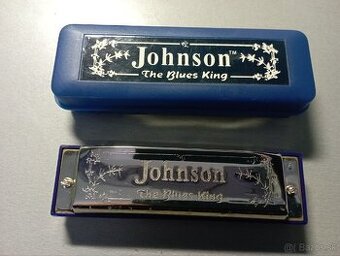 Johnson™
The Blues King
Johnson
The Blues King